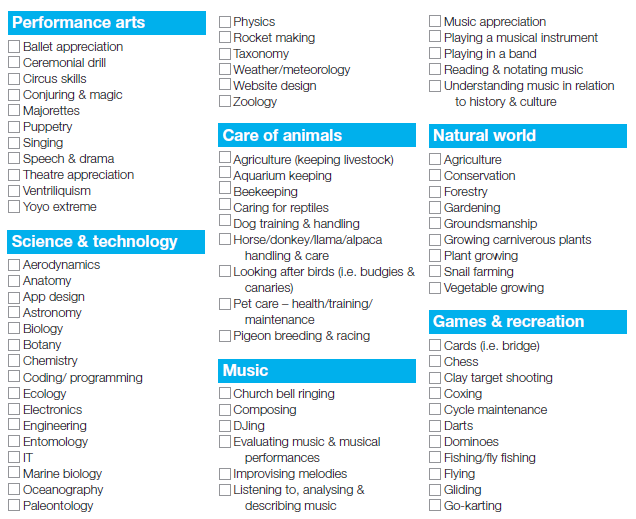 Performance arts
Ballet appreciation
Ceremonial drill
Circus skills
Conjuring & magic
Majorettes
Puppetry
Singing
Speech & drama
Theatre appreciation
Ventriliquism
Yoyo extreme
Science & technology
Aerodynamics
Anatomy
App design
Astronomy
Biology
Botany
Chemistry
Coding/ programming
Ecology
Electronics
Engineering
Entomology
IT
Marine biology
Oceanography
Paleontology
Physics
Rocket making
Taxonomy
Weather/meteorology
Website design
Zoology
Care of animals
Agriculture (keeping livestock)
Aquarium keeping
Beekeeping
Caring for reptiles
Dog training & handling
Horse/donkey/llama/alpaca
handling & care
Looking after birds (i.e. budgies &
canaries)
Pet care – health/training/
maintenance
Pigeon breeding & racing
Music
Church bell ringing
Composing
DJing
Evaluating music & musical
performances
Improvising melodies
Listening to, analysing &
describing music
Music appreciation
Playing a musical instrument
Playing in a band
Reading & notating music
Understanding music in relation
to history & culture
Natural world
Agriculture
Conservation
Forestry
Gardening
Groundsmanship
Growing carniverous plants
Plant growing
Snail farming
Vegetable growing
Games & recreation
Cards (i.e. bridge)
Chess
Clay target shooting
Coxing
Cycle maintenance
Darts
Dominoes
Fishing/fly fishing
Flying
Gliding
Go-karting